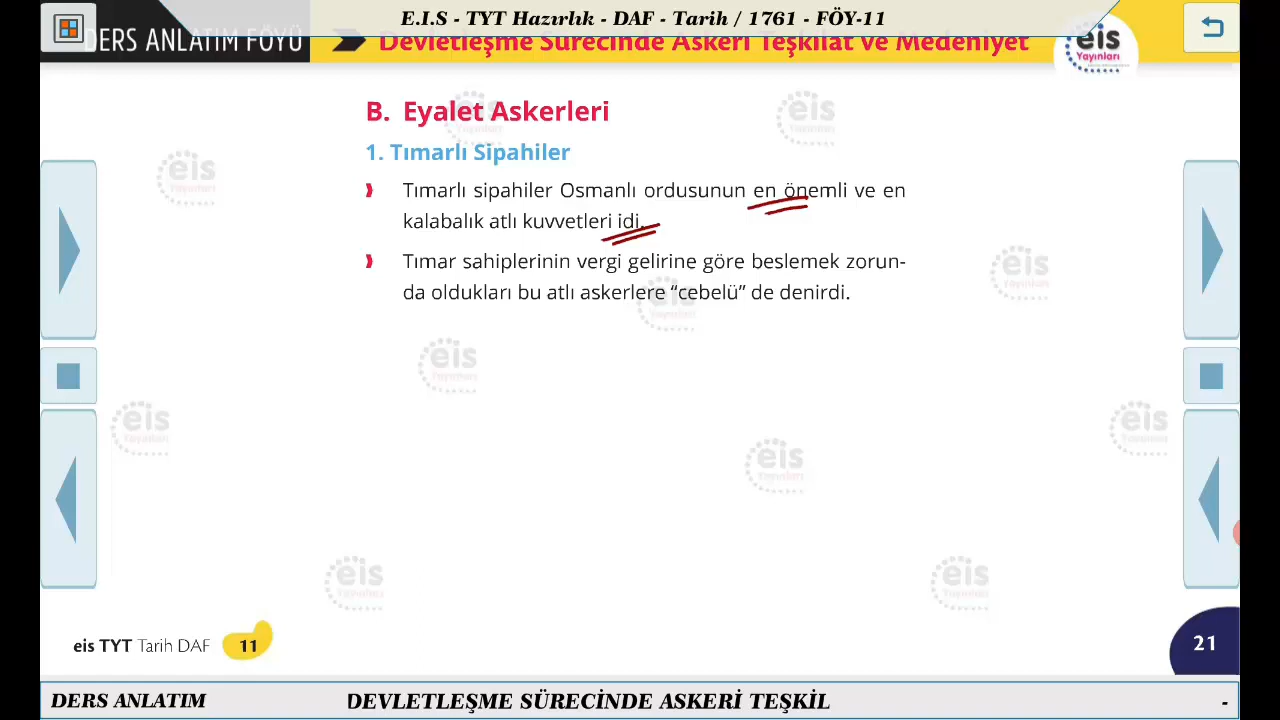 E.I.S - TYT Hazırlık - DAF - Tarih / 1761 - FÖY-11
DERS ANLATIM FÖYÜ
Devletleşme Sürecinde Askeri Teşkilat ve Medeniyet
eis
Yayınları
B. Eyalet Askerleri
1. Tımarlı Sipahiler
Tımarlı sipahiler Osmanlı ordusunun en önemli ve en
kalabalık atlı kuvvetleri idi.
Tımar sahiplerinin vergi gelirine göre beslemek zorun-
da oldukları bu atlı askerlere “cebelü” de denirdi.
eis TYT Tarih DAF 11
21
DERS ANLATIM DEVLETLEŞME SÜRECİNDE ASKERİ TEŞKİL -